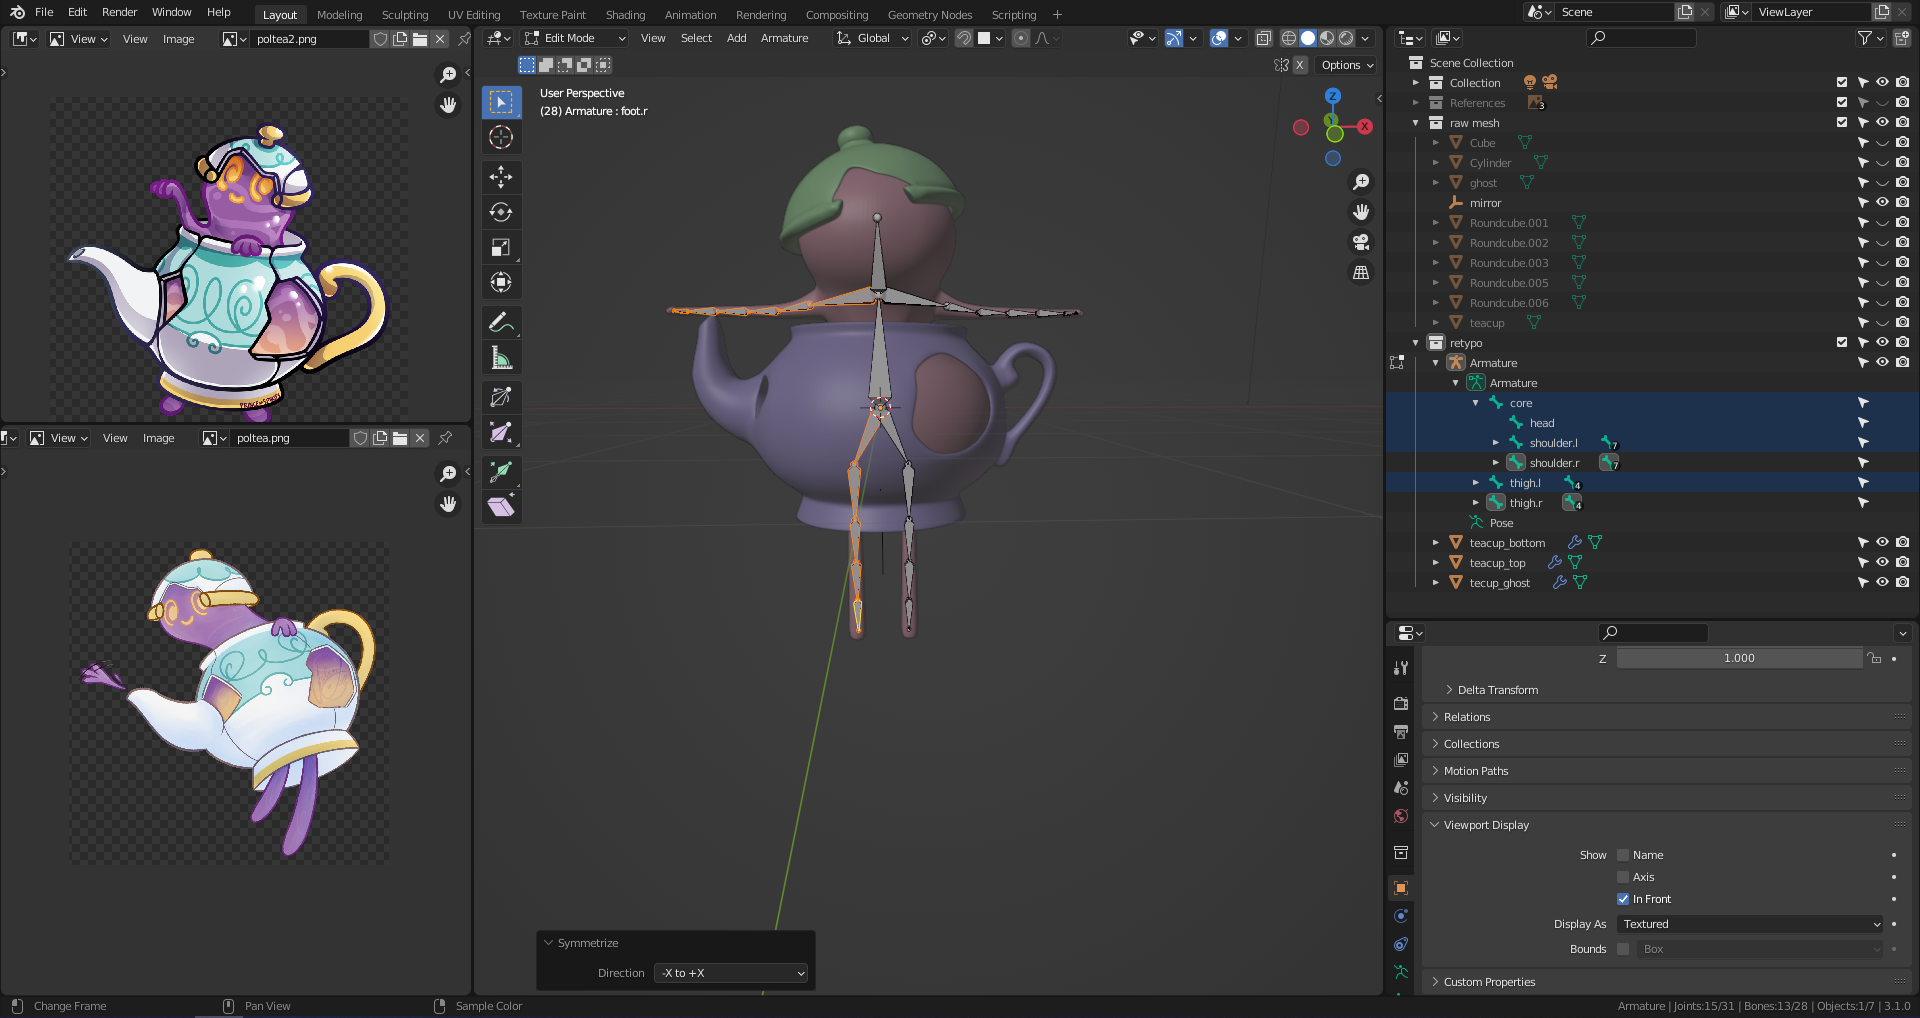 File Edit Render Window Help Layout Modeling Sculpting UV Editing Texture Paint Shading Animation Rendering Compositing Geometry Nodes Scripting + Scene ViewLayer
View View Image poltea2.png
Edit Mode View Select Add Armature Global
X Options
User Perspective
(28) Armature : foot.r
Z
X
Scene Collection
Collection
References 3
raw mesh
Cube
Cylinder
ghost
mirror
Roundcube.001
Roundcube.002
Roundcube.003
Roundcube.005
Roundcube.006
teacup
retypo
Armature
Armature
core
head
shoulder.l 7
shoulder.r 7
thigh.l 4
thigh.r 4
Pose
teacup_bottom
teacup_top
tecup_ghost
View View Image poltea.png
Z 1.000
Delta Transform
Relations
Collections
Motion Paths
Visibility
Viewport Display
Show Name
Axis
In Front
Display As Textured
Bounds Box
Custom Properties
Symmetrize
Direction -X to +X
Change Frame Pan View Sample Color Armature | Joints:15/31 | Bones:13/28 | Objects:1/7 | 3.1.0